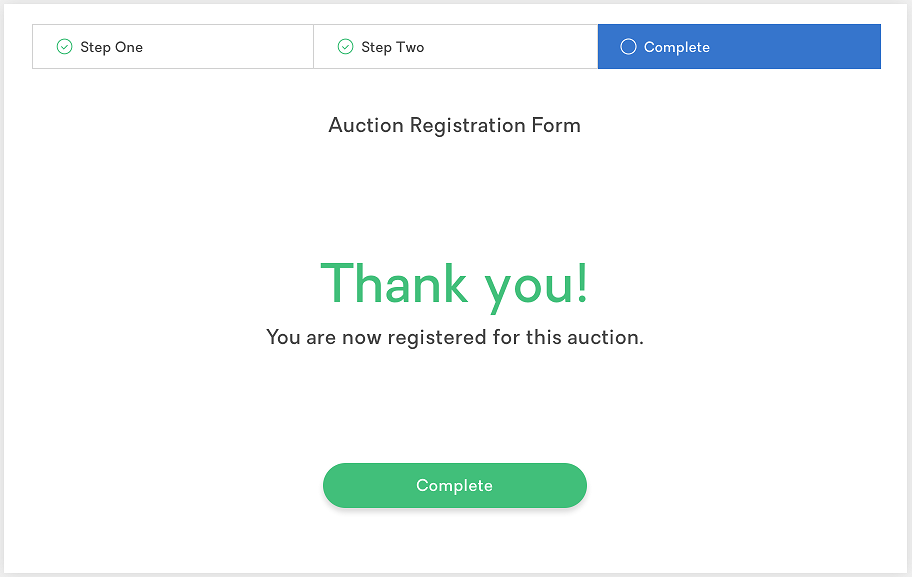 Step One
Step Two
Complete
Auction Registration Form
Thank you!
You are now registered for this auction.
Complete